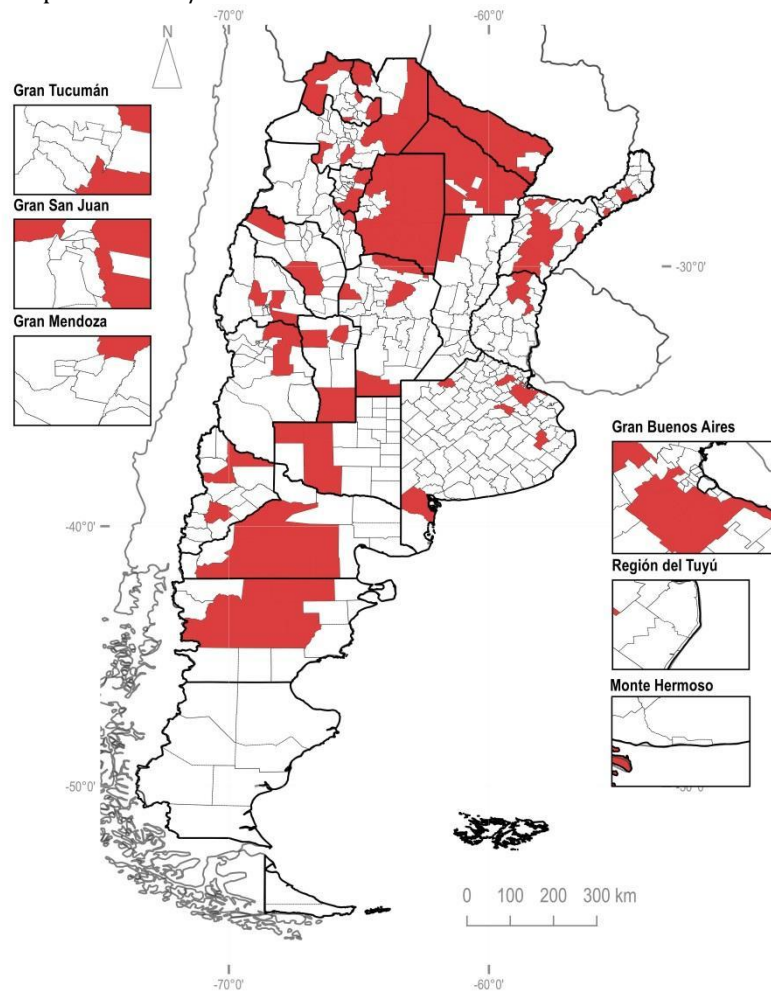 -70°0'
-60°0'
N
Gran Tucumán
Gran San Juan
-30°0'
Gran Mendoza
Gran Buenos Aires
-40°0'
Región del Tuyú
Monte Hermoso
-50°0'
0 100 200 300 km
-70°0'
-60°0'